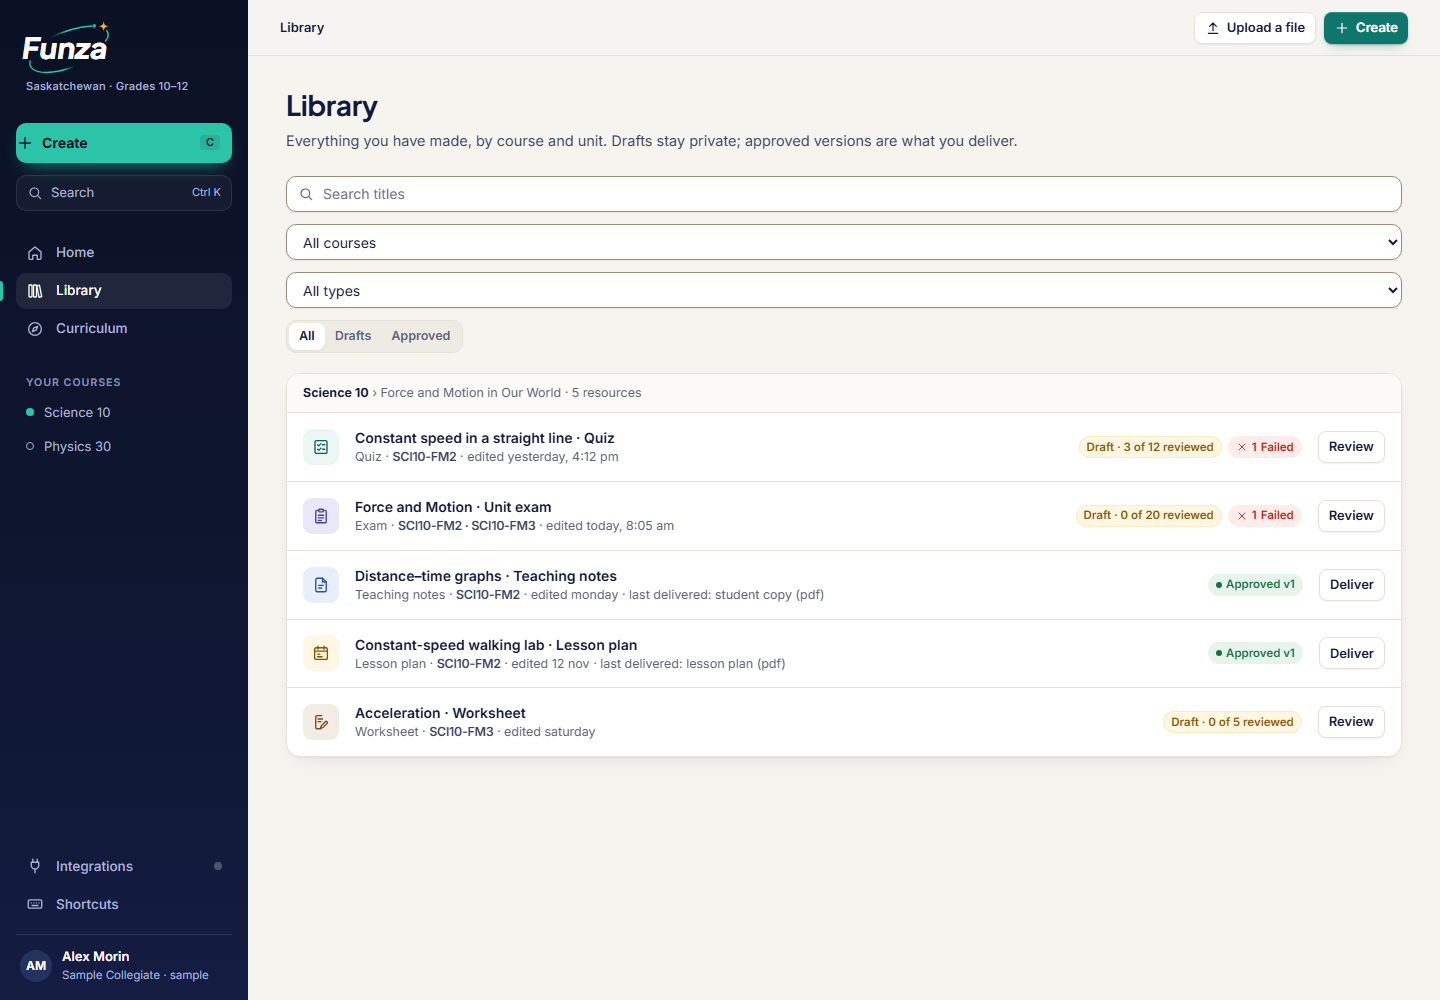 Funza
Saskatchewan · Grades 10–12
Create C
Search Ctrl K
Home
Library
Curriculum
YOUR COURSES
Science 10
Physics 30
Integrations
Shortcuts
AM
Alex Morin
Sample Collegiate · sample
Library
Upload a file
Create
Library
Everything you have made, by course and unit. Drafts stay private; approved versions are what you deliver.
Search titles
All courses
All types
All Drafts Approved
Science 10 › Force and Motion in Our World · 5 resources
Constant speed in a straight line · Quiz
Quiz · SCI10-FM2 · edited yesterday, 4:12 pm
Draft · 3 of 12 reviewed
1 Failed
Review
Force and Motion · Unit exam
Exam · SCI10-FM2 · SCI10-FM3 · edited today, 8:05 am
Draft · 0 of 20 reviewed
1 Failed
Review
Distance–time graphs · Teaching notes
Teaching notes · SCI10-FM2 · edited monday · last delivered: student copy (pdf)
Approved v1
Deliver
Constant-speed walking lab · Lesson plan
Lesson plan · SCI10-FM2 · edited 12 nov · last delivered: lesson plan (pdf)
Approved v1
Deliver
Acceleration · Worksheet
Worksheet · SCI10-FM3 · edited saturday
Draft · 0 of 5 reviewed
Review